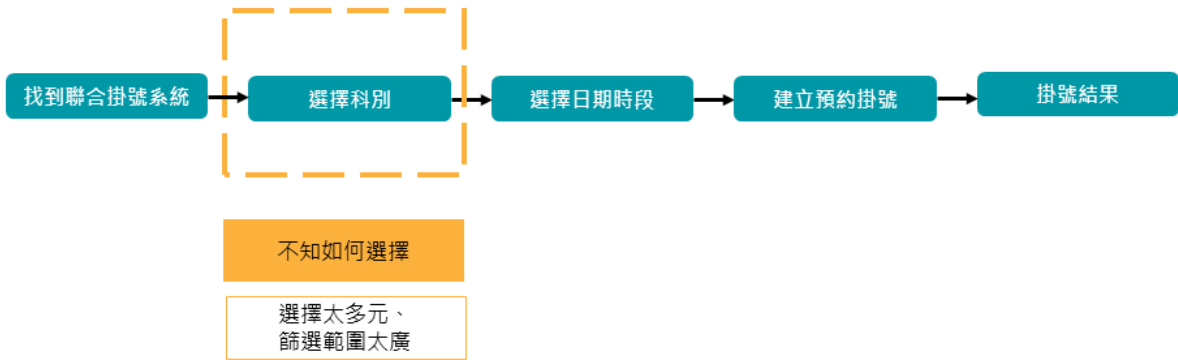 找到聯合掛號系統
選擇科別
選擇日期時段
建立預約掛號
掛號結果
不知如何選擇
選擇太多元、
篩選範圍太廣